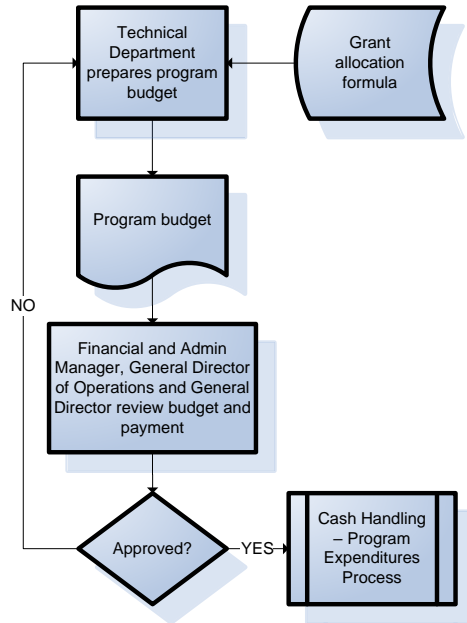 Technical
Department
prepares program
budget
Grant
allocation
formula
Program budget
NO
Financial and Admin
Manager, General Director
of Operations and General
Director review budget and
payment
Approved?
YES
Cash Handling
– Program
Expenditures
Process